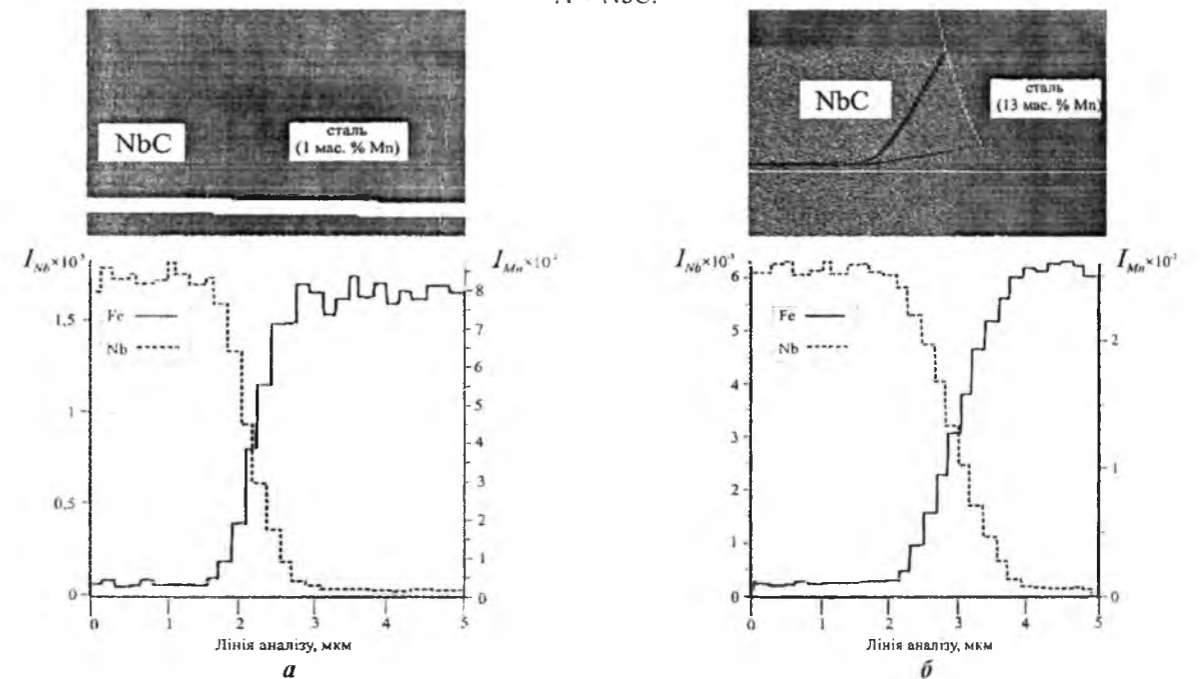 NbC.
NbC
сталь
(1 мас. % Mn)
NbC
сталь
(13 мас. % Mn)
I_Nb×10³
I_Mn×10²
8
7
6
5
4
3
2
1
0
1,5
1
0,5
0
Fe
Nb
0 1 2 3 4 5
Лінія аналізу, мкм
а
I_Nb×10³
I_Mn×10³
6
5
4
3
2
1
0
2
1
0
Fe
Nb
0 1 2 3 4 5
Лінія аналізу, мкм
б